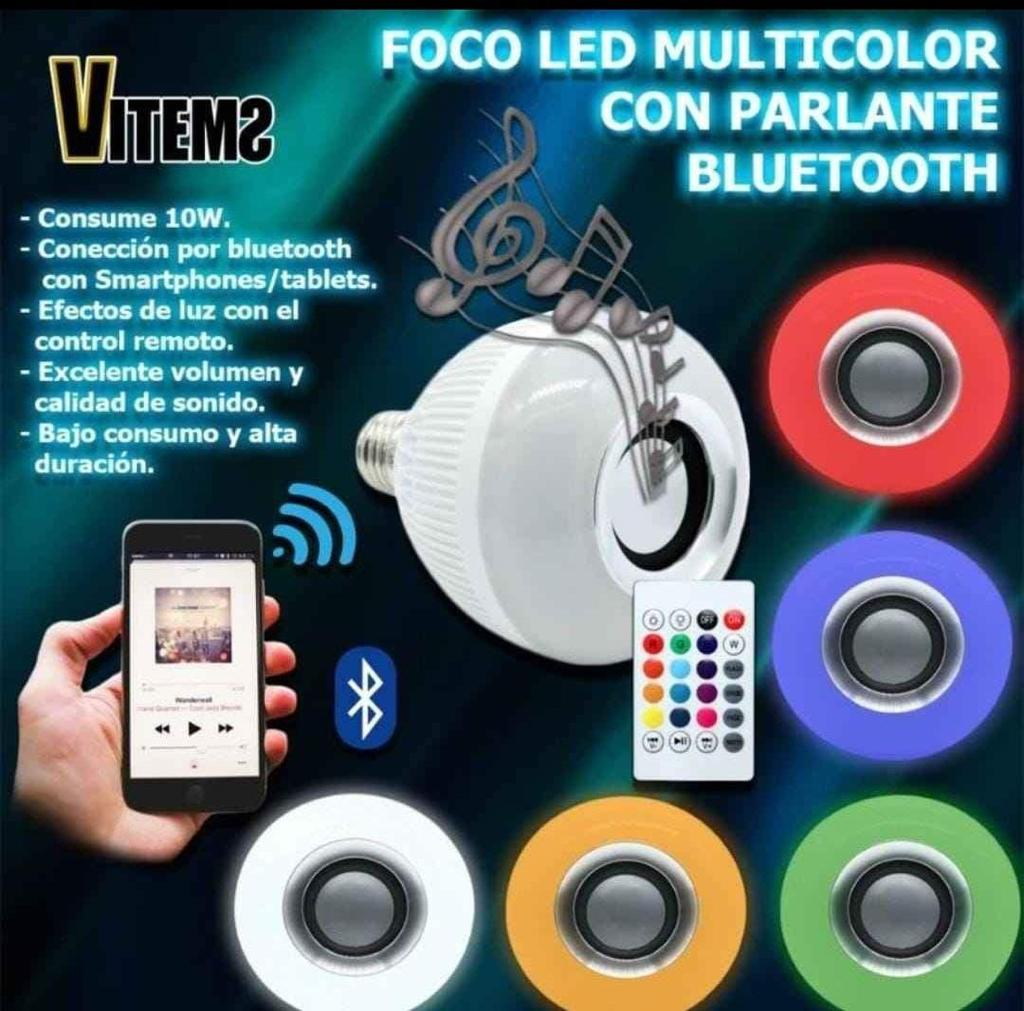 VITEMS
FOCO LED MULTICOLOR
CON PARLANTE
BLUETOOTH
- Consume 10W.
- Conección por bluetooth
con Smartphones/tablets.
- Efectos de luz con el
control remoto.
- Excelente volumen y
calidad de sonido.
- Bajo consumo y alta
duración.
Wonderwall
OFF ON
R G W